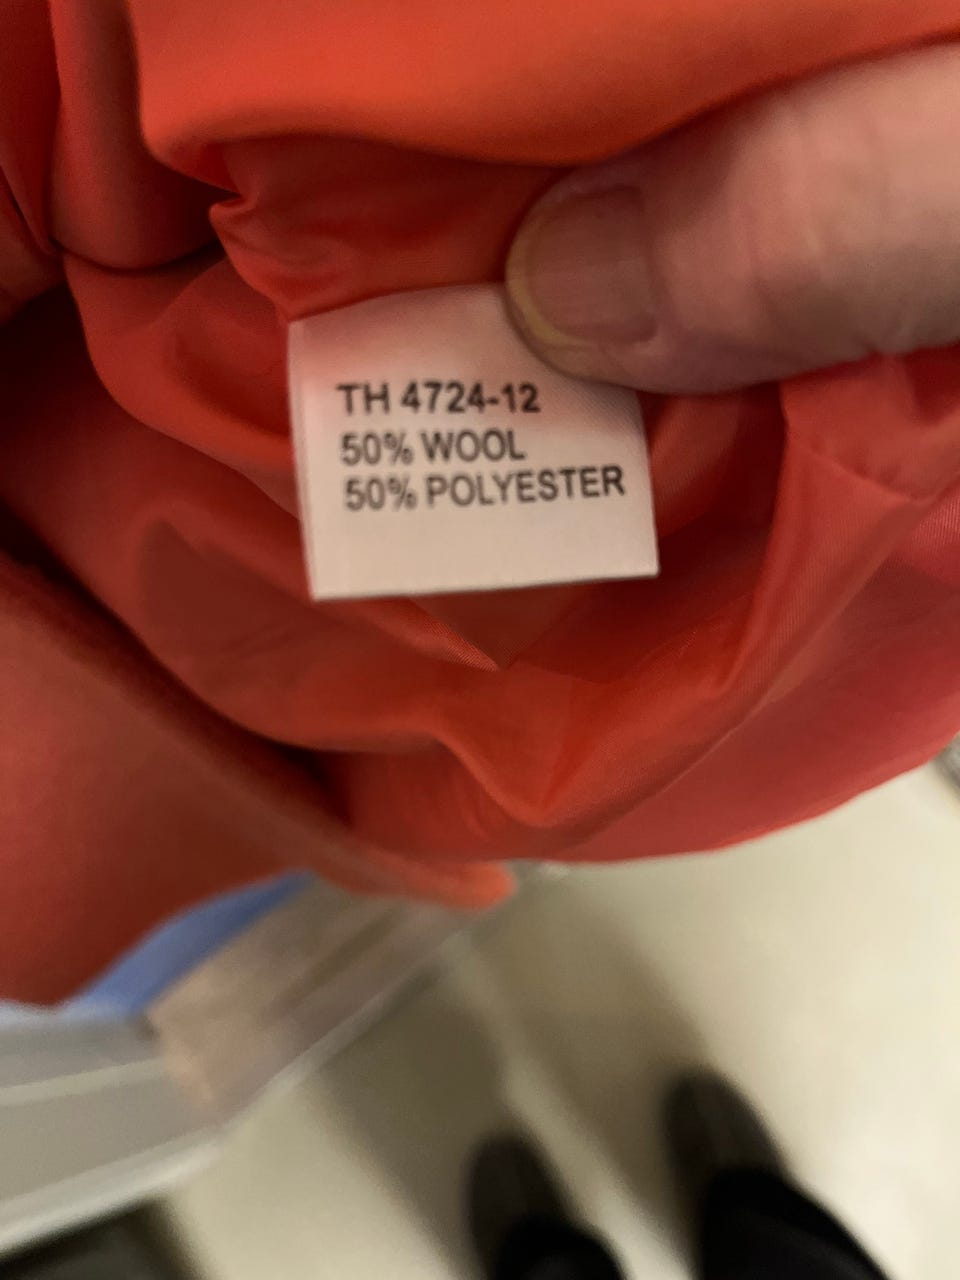 TH 4724-12
50% WOOL
50% POLYESTER